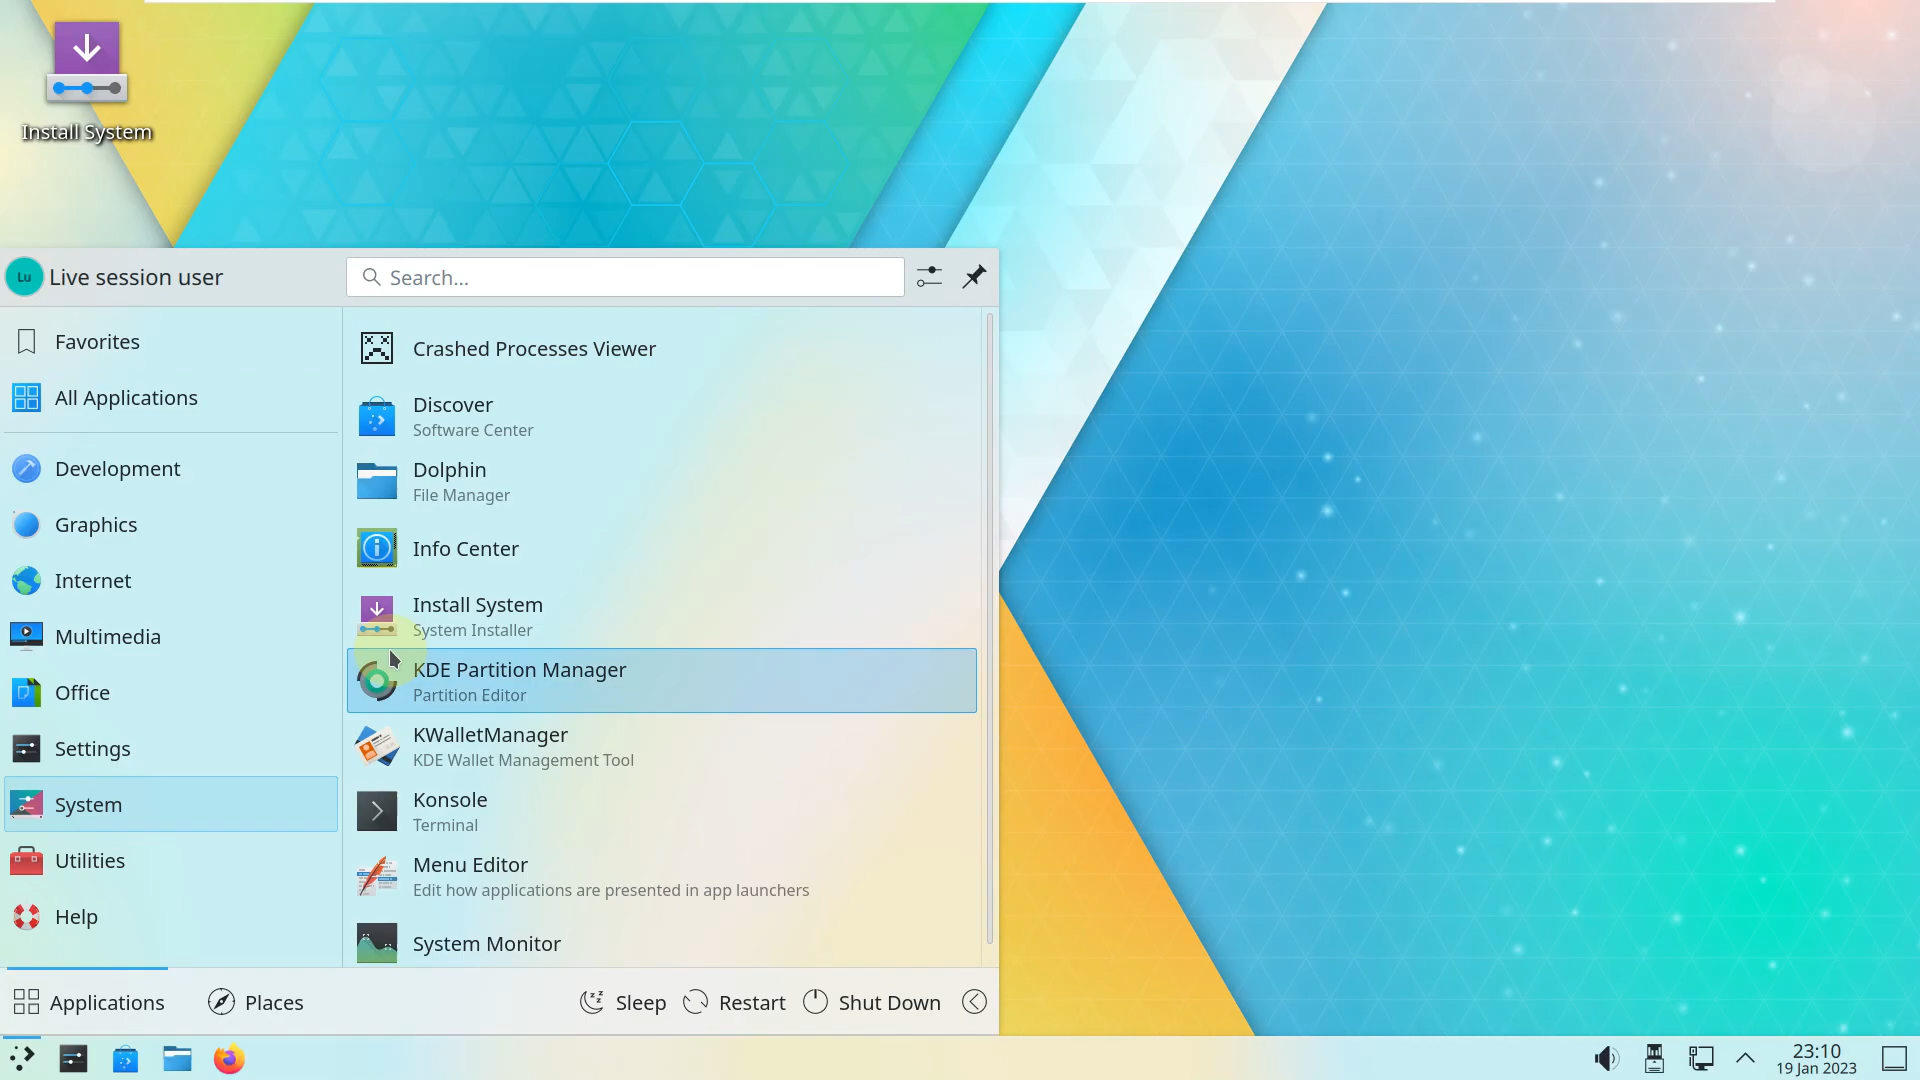 Install System
Lu
Live session user
Search...
Favorites
All Applications
Development
Graphics
Internet
Multimedia
Office
Settings
System
Utilities
Help
Crashed Processes Viewer
Discover
Software Center
Dolphin
File Manager
Info Center
Install System
System Installer
KDE Partition Manager
Partition Editor
KWalletManager
KDE Wallet Management Tool
Konsole
Terminal
Menu Editor
Edit how applications are presented in app launchers
System Monitor
Applications
Places
Sleep
Restart
Shut Down
23:10
19 Jan 2023